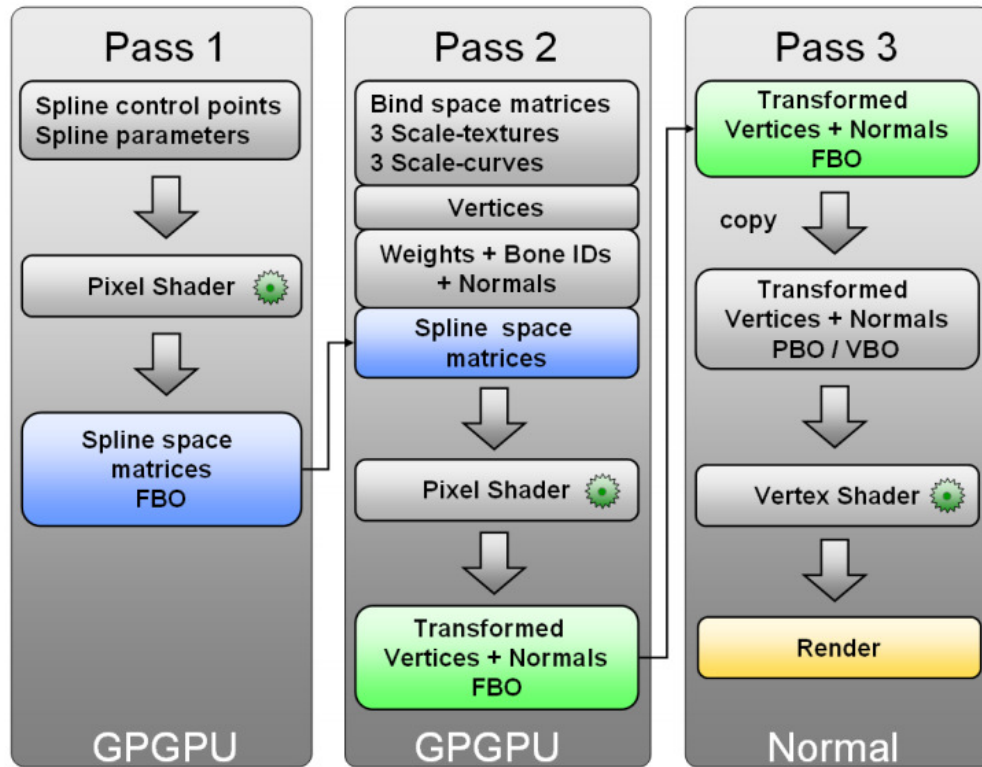 Pass 1
Spline control points
Spline parameters
Pixel Shader
Spline space
matrices
FBO
GPGPU
Pass 2
Bind space matrices
3 Scale-textures
3 Scale-curves
Vertices
Weights + Bone IDs
+ Normals
Spline space
matrices
Pixel Shader
Transformed
Vertices + Normals
FBO
GPGPU
Pass 3
Transformed
Vertices + Normals
FBO
copy
Transformed
Vertices + Normals
PBO / VBO
Vertex Shader
Render
Normal